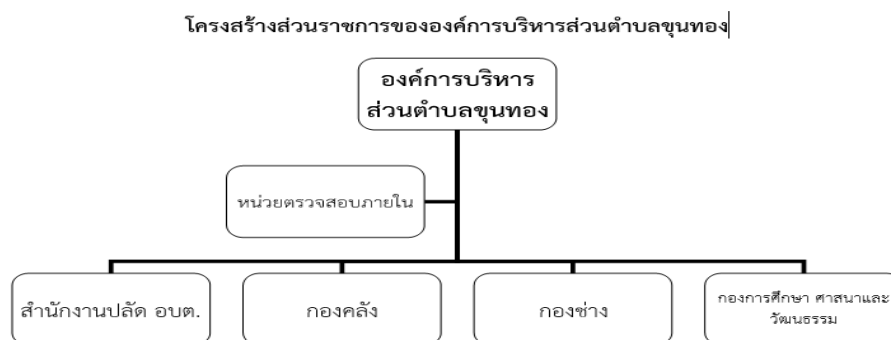 โครงสร้างส่วนราชการขององค์การบริหารส่วนตำบลขุนทอง
องค์การบริหาร
ส่วนตำบลขุนทอง
หน่วยตรวจสอบภายใน
สำนักงานปลัด อบต.
กองคลัง
กองช่าง
กองการศึกษา ศาสนาและ
วัฒนธรรม